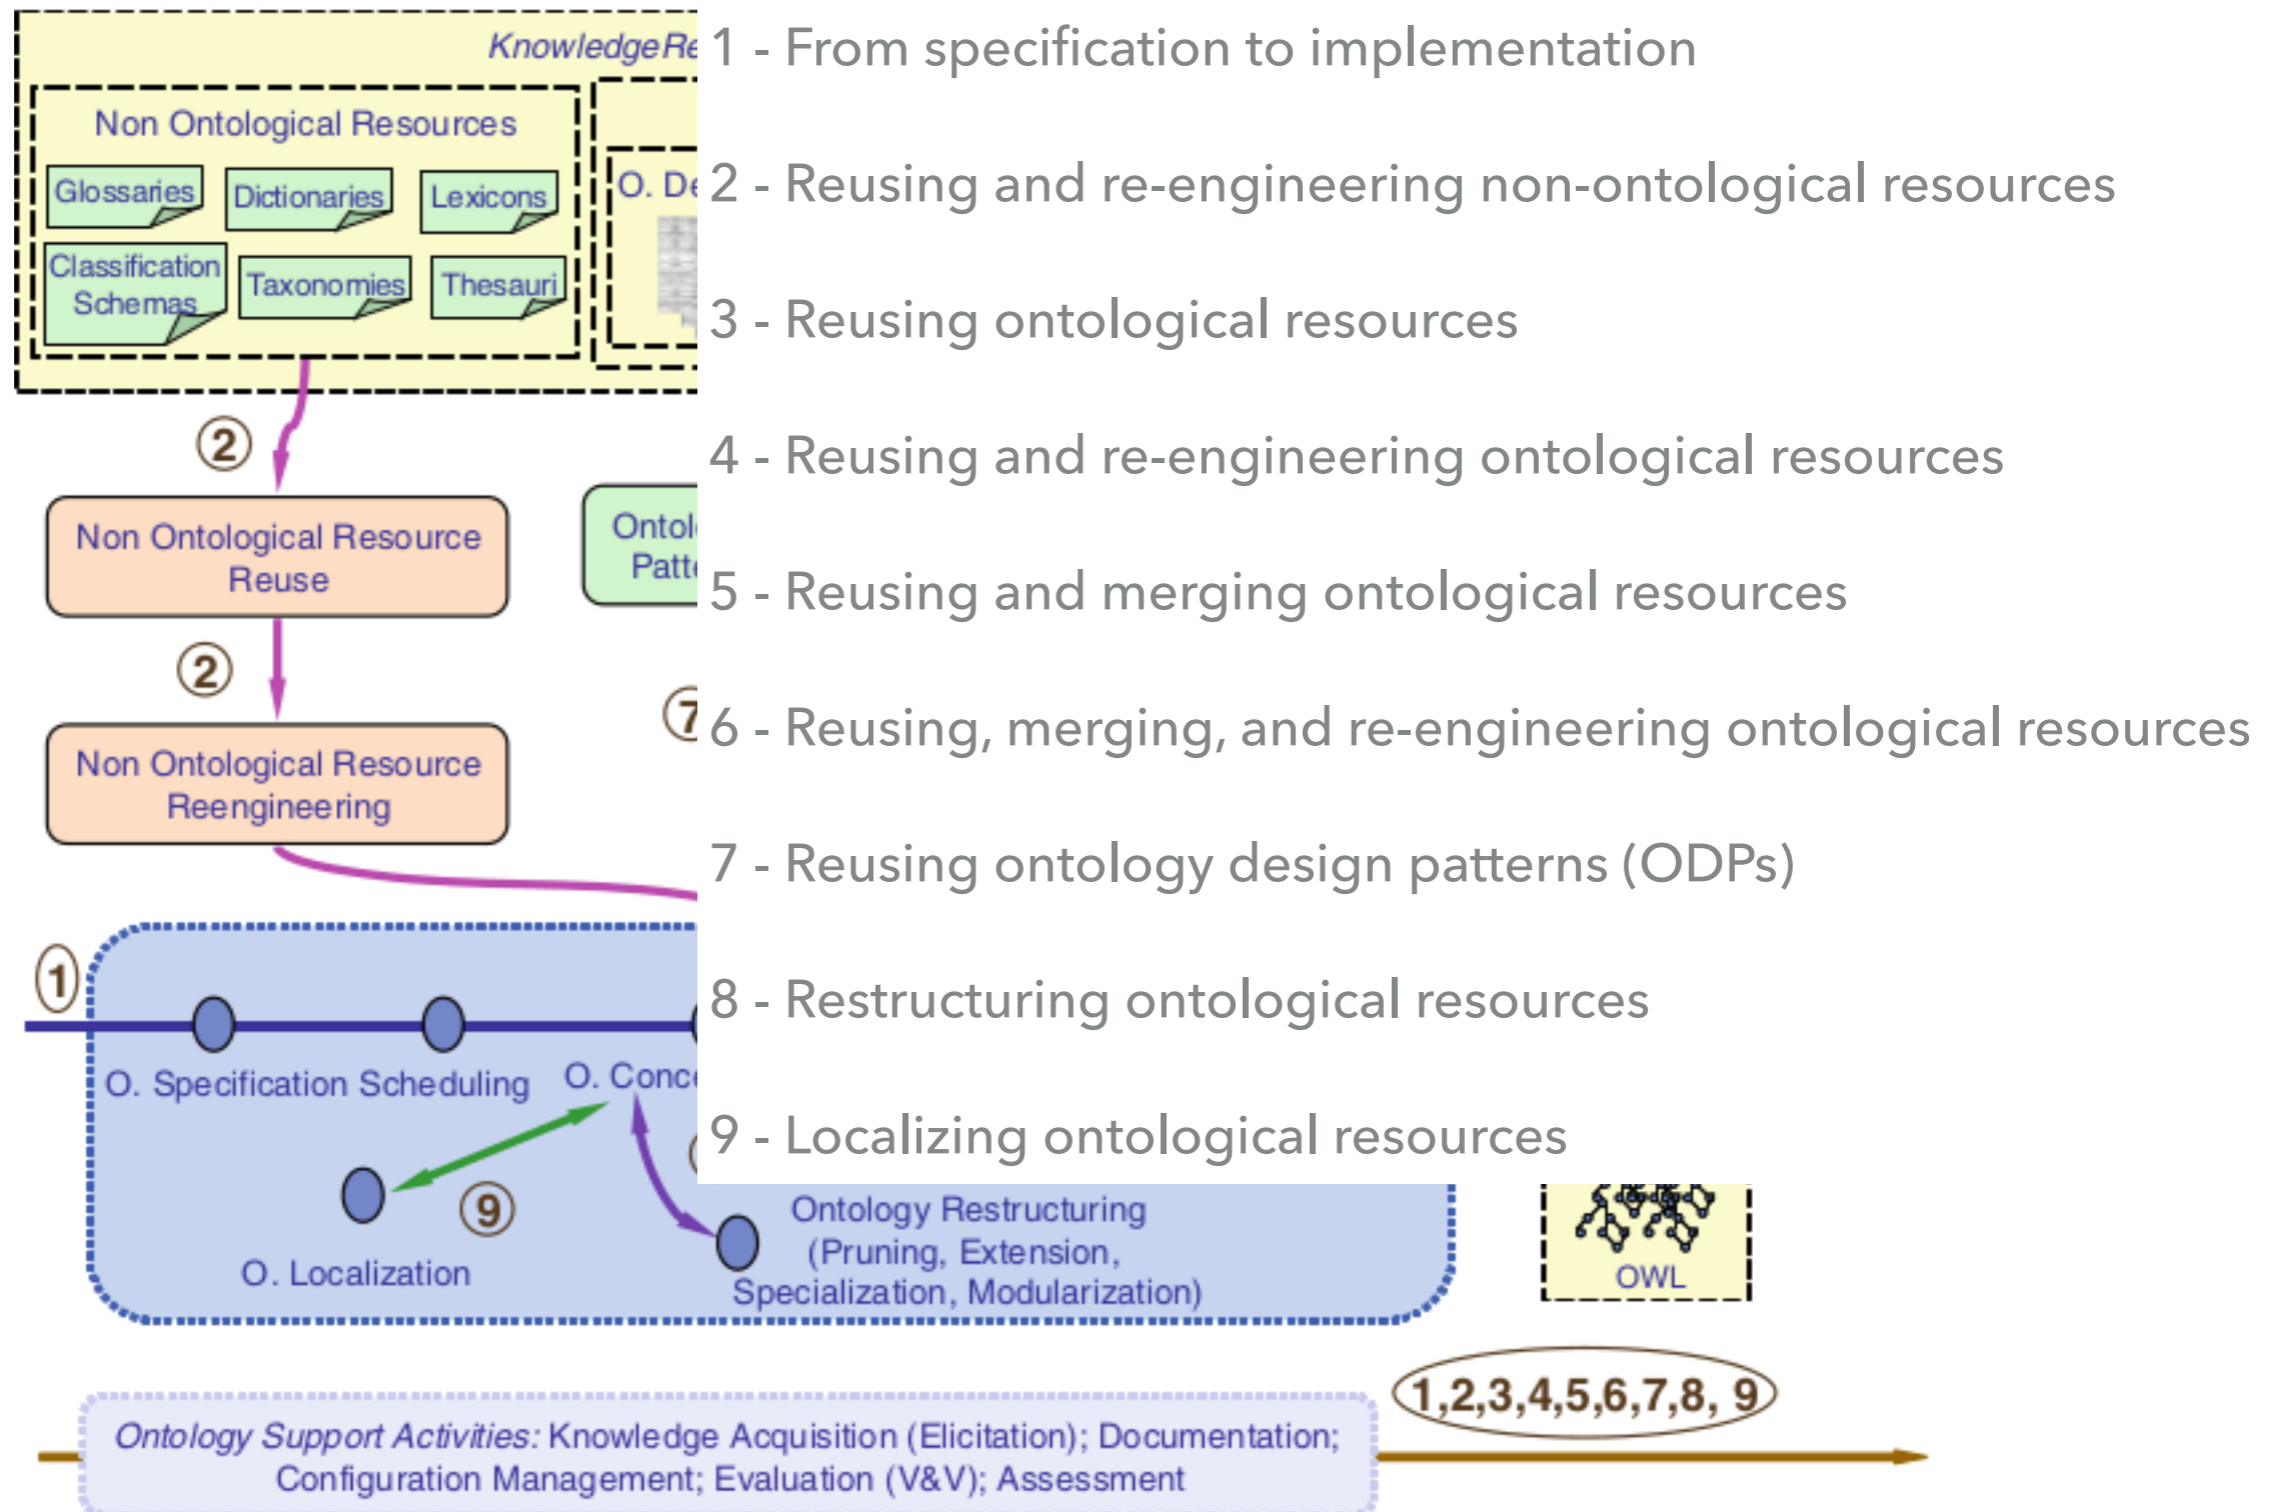 KnowledgeRe
Non Ontological Resources
Glossaries
Dictionaries
Lexicons
Classification
Schemas
Taxonomies
Thesauri
O. De
2
Non Ontological Resource
Reuse
Ontol
Patt
2
7
Non Ontological Resource
Reengineering
1
O. Specification Scheduling
O. Conc
9
O. Localization
1 - From specification to implementation
2 - Reusing and re-engineering non-ontological resources
3 - Reusing ontological resources
4 - Reusing and re-engineering ontological resources
5 - Reusing and merging ontological resources
6 - Reusing, merging, and re-engineering ontological resources
7 - Reusing ontology design patterns (ODPs)
8 - Restructuring ontological resources
9 - Localizing ontological resources
Ontology Restructuring
(Pruning, Extension,
Specialization, Modularization)
OWL
1,2,3,4,5,6,7,8, 9
Ontology Support Activities: Knowledge Acquisition (Elicitation); Documentation;
Configuration Management; Evaluation (V&V); Assessment